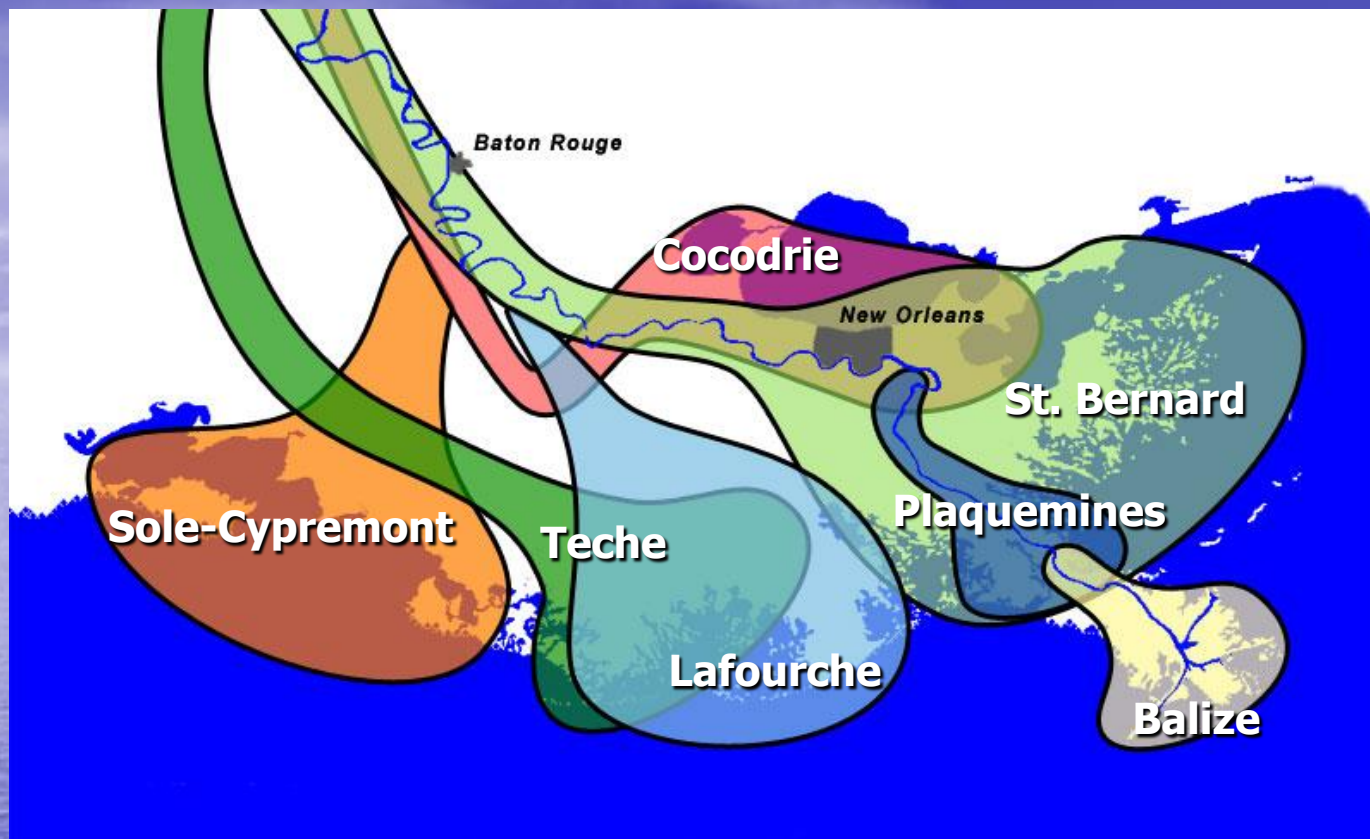 Baton Rouge
Cocodrie
New Orleans
St. Bernard
Plaquemines
Sole-Cypremont
Teche
Lafourche
Balize